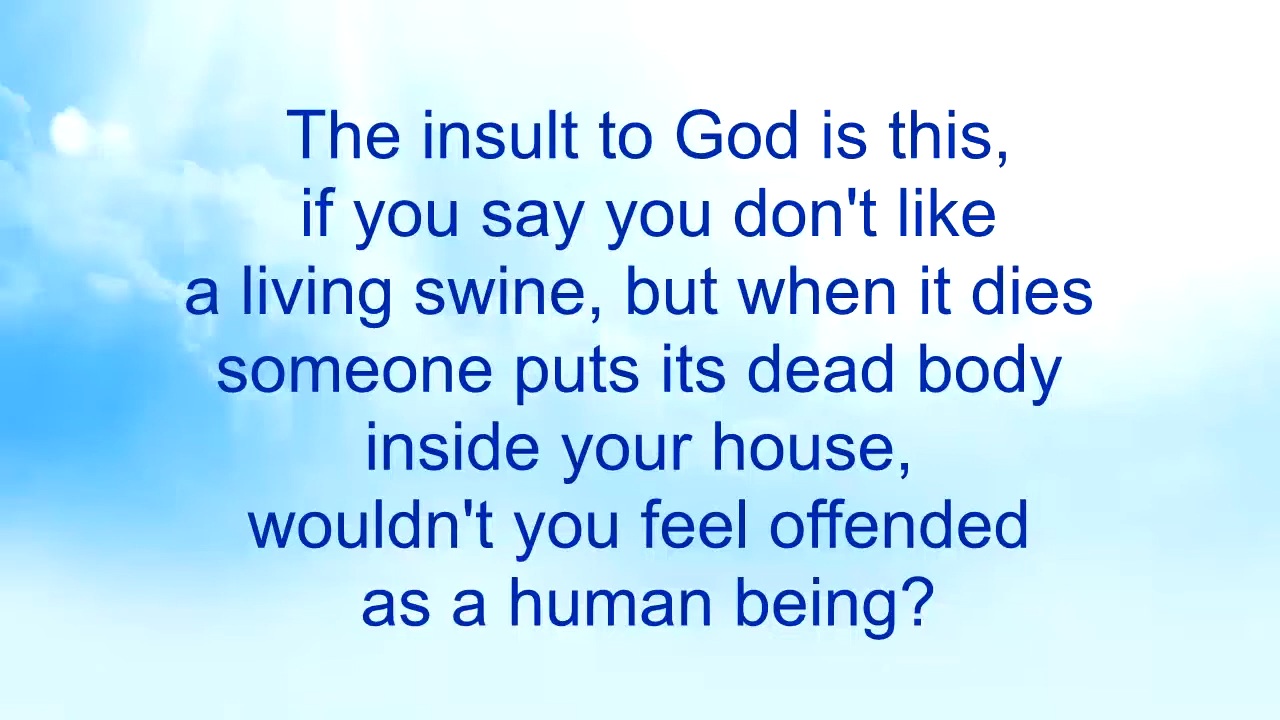 The insult to God is this,
if you say you don't like
a living swine, but when it dies
someone puts its dead body
inside your house,
wouldn't you feel offended
as a human being?